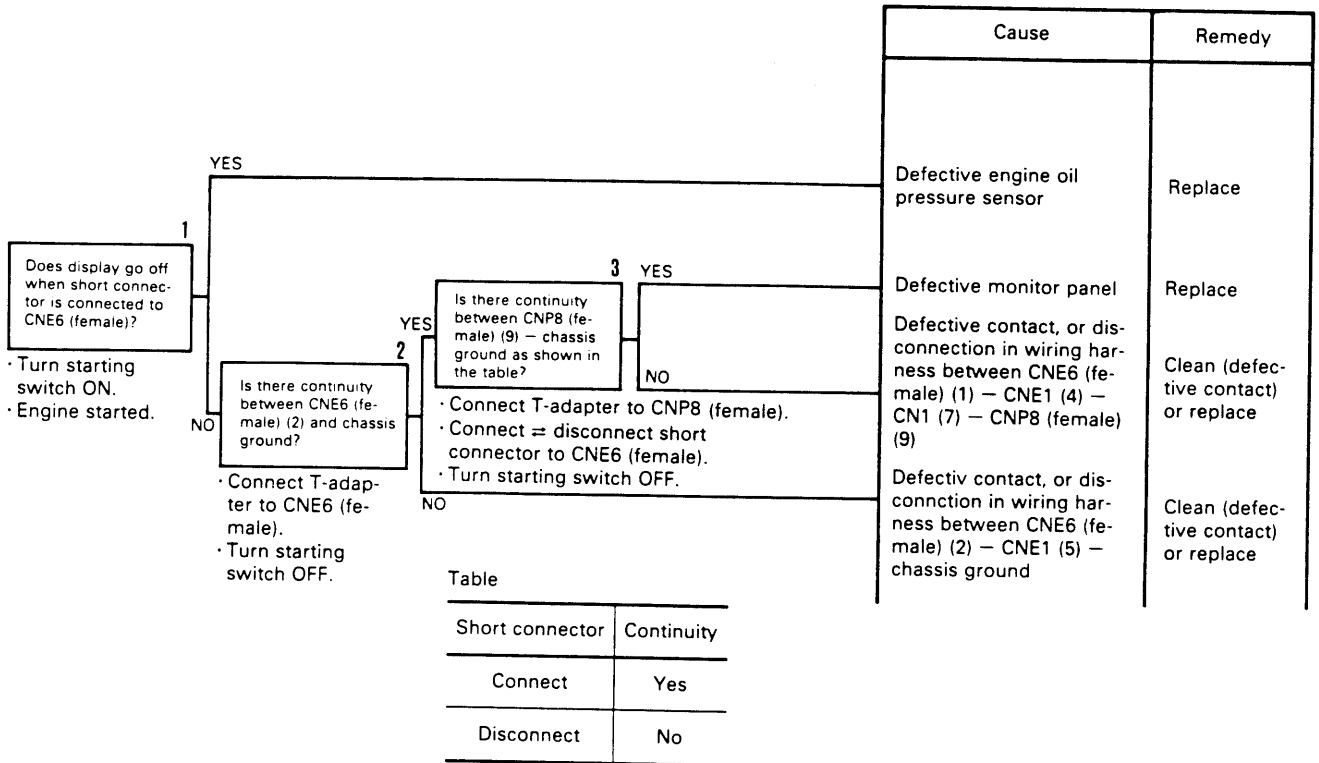 Cause
Remedy
YES
Defective engine oil
pressure sensor
Replace
1
Does display go off
when short connec-
tor is connected to
CNE6 (female)?
· Turn starting
switch ON.
· Engine started.
NO
2
Is there continuity
between CNE6 (fe-
male) (2) and chassis
ground?
· Connect T-adap-
ter to CNE6 (fe-
male).
· Turn starting
switch OFF.
YES
3
Is there continuity
between CNP8 (fe-
male) (9) – chassis
ground as shown in
the table?
· Connect T-adapter to CNP8 (female).
· Connect ⇌ disconnect short
connector to CNE6 (female).
· Turn starting switch OFF.
YES
Defective monitor panel
Replace
NO
Defective contact, or dis-
connection in wiring har-
ness between CNE6 (fe-
male) (1) – CNE1 (4) –
CN1 (7) – CNP8 (female)
(9)
Clean (defec-
tive contact)
or replace
NO
Defectiv contact, or dis-
connction in wiring har-
ness between CNE6 (fe-
male) (2) – CNE1 (5) –
chassis ground
Clean (defec-
tive contact)
or replace
Table
Short connector Continuity
Connect Yes
Disconnect No